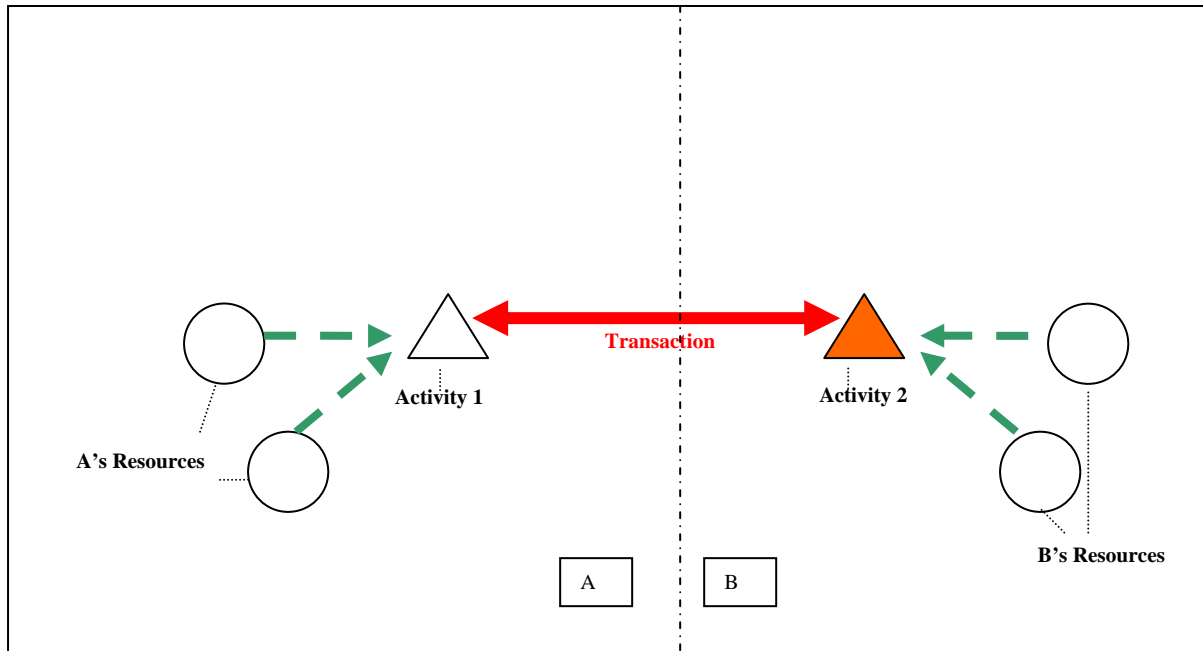 Transaction
Activity 1
Activity 2
A's Resources
B's Resources
A
B